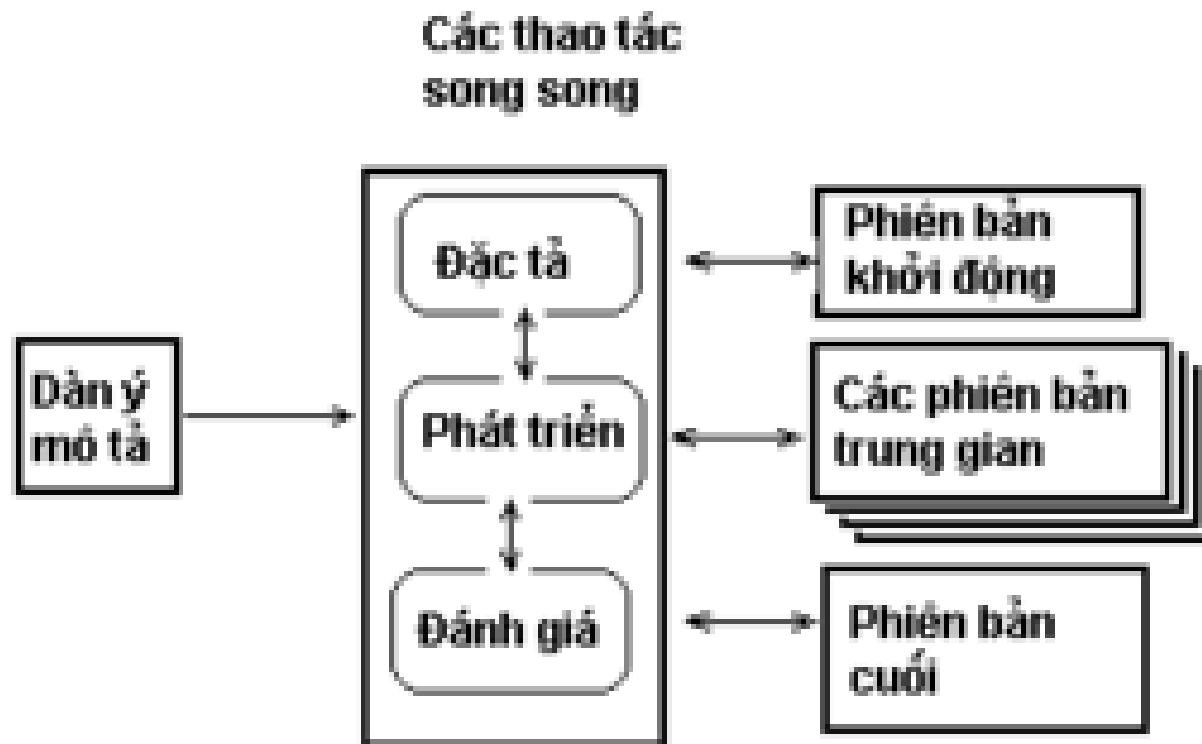 Các thao tác
song song
Dàn ý
mô tả
Đặc tả
Phát triển
Đánh giá
Phiên bản
khởi động
Các phiên bản
trung gian
Phiên bản
cuối